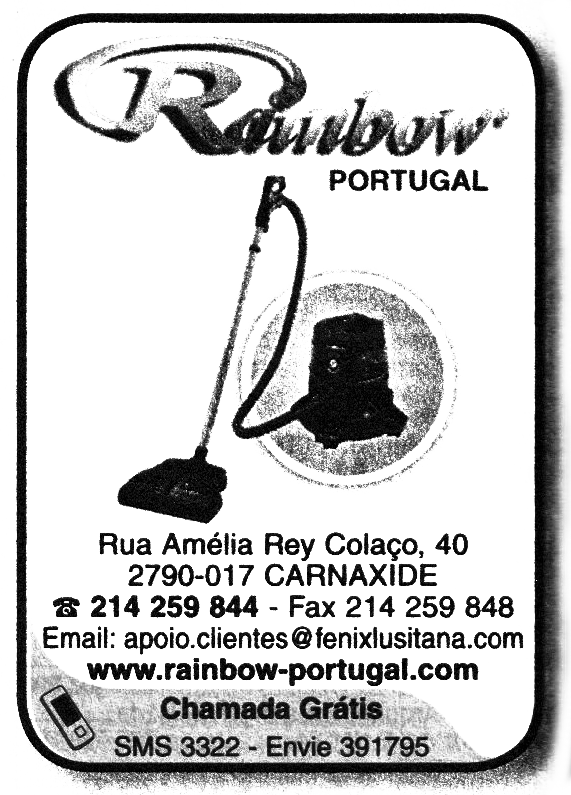 Rainbow
PORTUGAL
Rua Amélia Rey Colaço, 40
2790-017 CARNAXIDE
☎ 214 259 844 - Fax 214 259 848
Email: apoio.clientes@fenixlusitana.com
www.rainbow-portugal.com
Chamada Grátis
SMS 3322 - Envie 391795